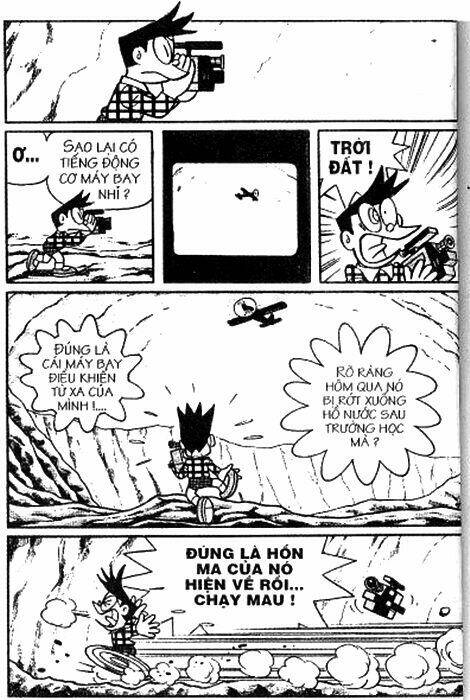 Ơ...
SAO LẠI CÓ
TIẾNG ĐỘNG
CƠ MÁY BAY
NHỈ ?
TRỜI
ĐẤT !
ĐÚNG LÀ
CÁI MÁY BAY
ĐIỀU KHIỂN
TỪ XA CỦA
MÌNH !....
RÕ RÀNG
HÔM QUA NÓ
BỊ RỚT XUỐNG
HỒ NƯỚC SAU
TRƯỜNG HỌC
MÀ ?
ĐÚNG LÀ HỒN
MA CỦA NÓ
HIỆN VỀ RỒI...
CHẠY MAU !